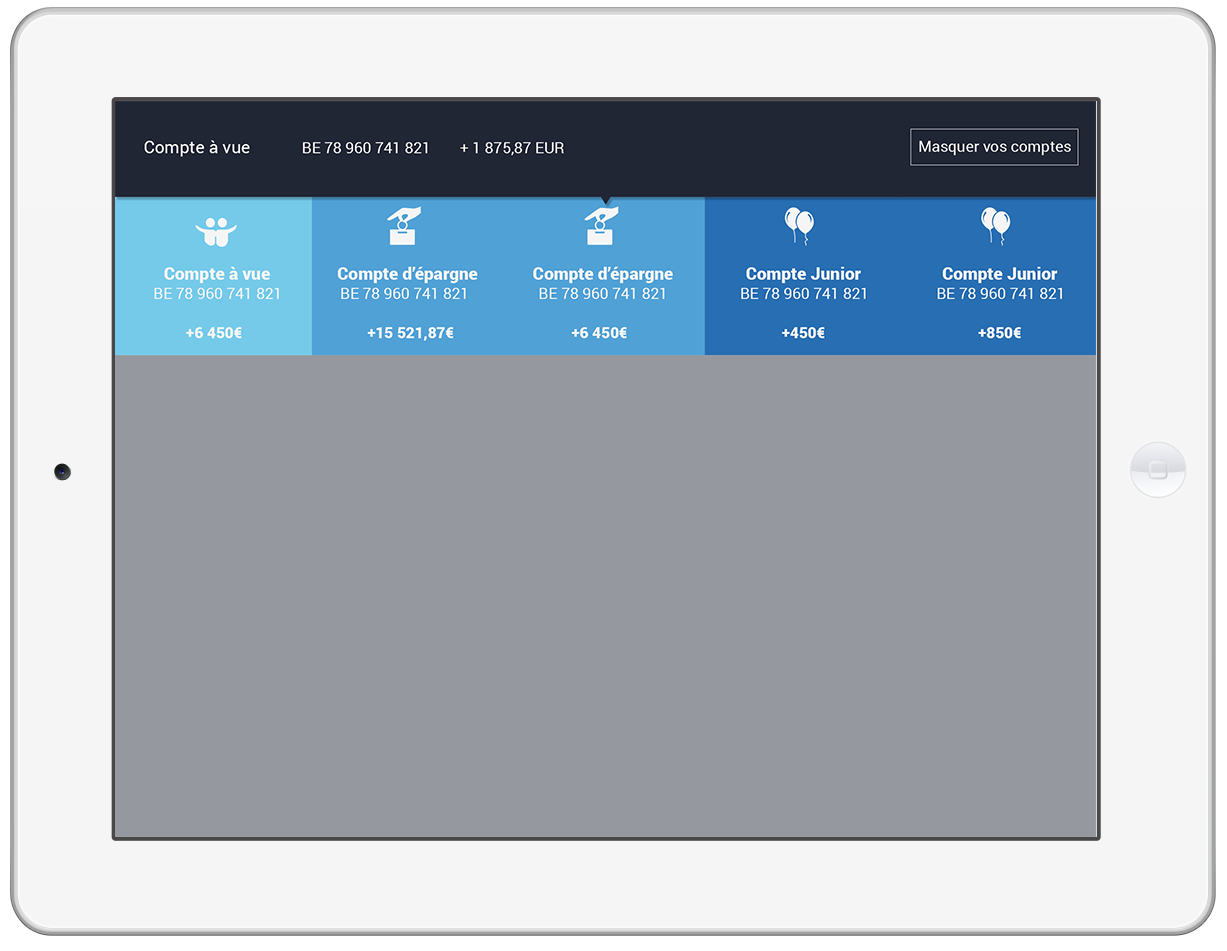 Compte à vue BE 78 960 741 821 + 1 875,87 EUR Masquer vos comptes
Compte à vue
BE 78 960 741 821
+6 450€
Compte d'épargne
BE 78 960 741 821
+15 521,87€
Compte d'épargne
BE 78 960 741 821
+6 450€
Compte Junior
BE 78 960 741 821
+450€
Compte Junior
BE 78 960 741 821
+850€